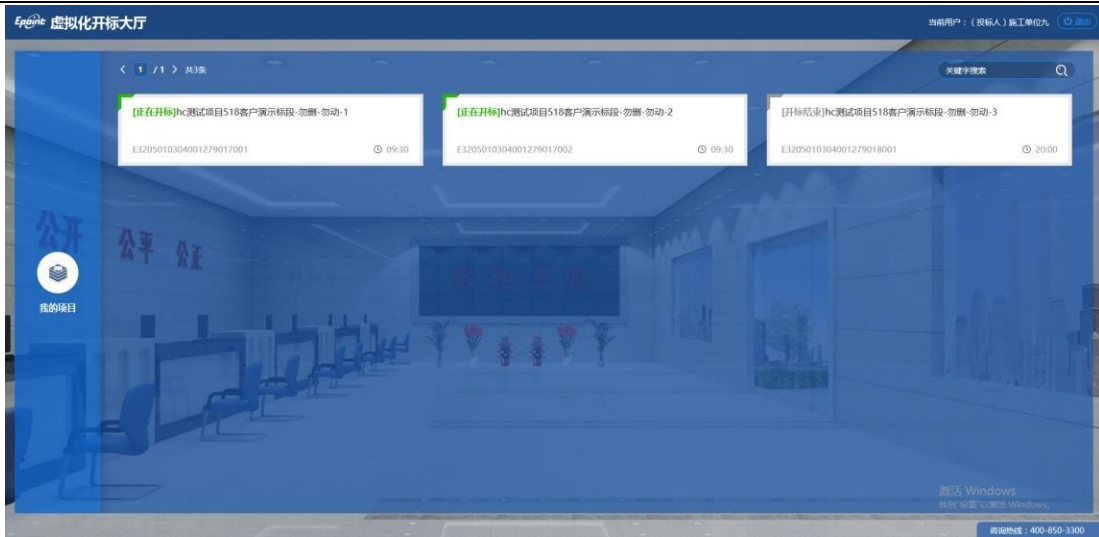 Epoint 虚拟化开标大厅
当前用户：（投标人）施工单位九 退出
1 / 1 共3条
关键字搜索
[正在开标]hc测试项目518客户演示标段-勿删-勿动-1
E3205010304001279017001 09:30
[正在开标]hc测试项目518客户演示标段-勿删-勿动-2
E3205010304001279017002 09:30
[开标结束]hc测试项目518客户演示标段-勿删-勿动-3
E3205010304001279018001 20:00
公开 公平 公正
我的项目
激活 Windows
转到"设置"以激活 Windows。
咨询热线：400-850-3300